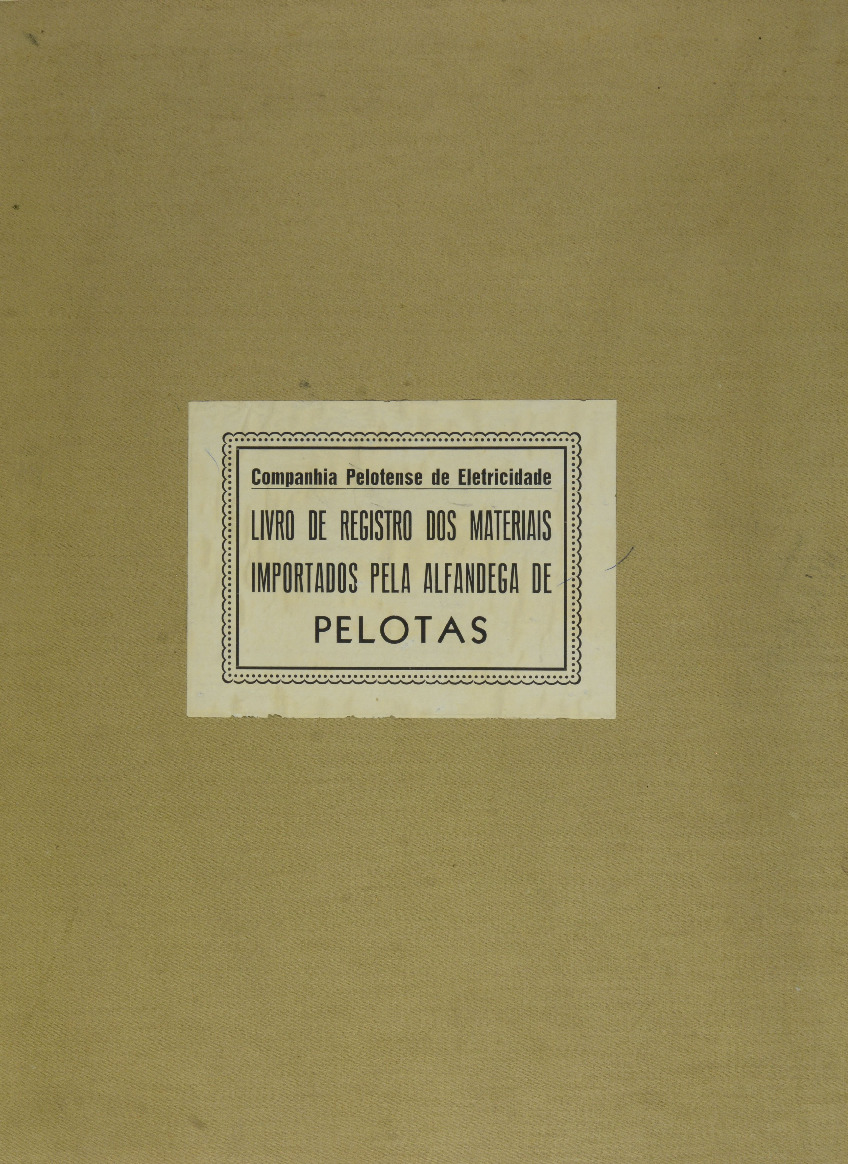 Companhia Pelotense de Eletricidade
LIVRO DE REGISTRO DOS MATERIAIS
IMPORTADOS PELA ALFANDEGA DE
PELOTAS